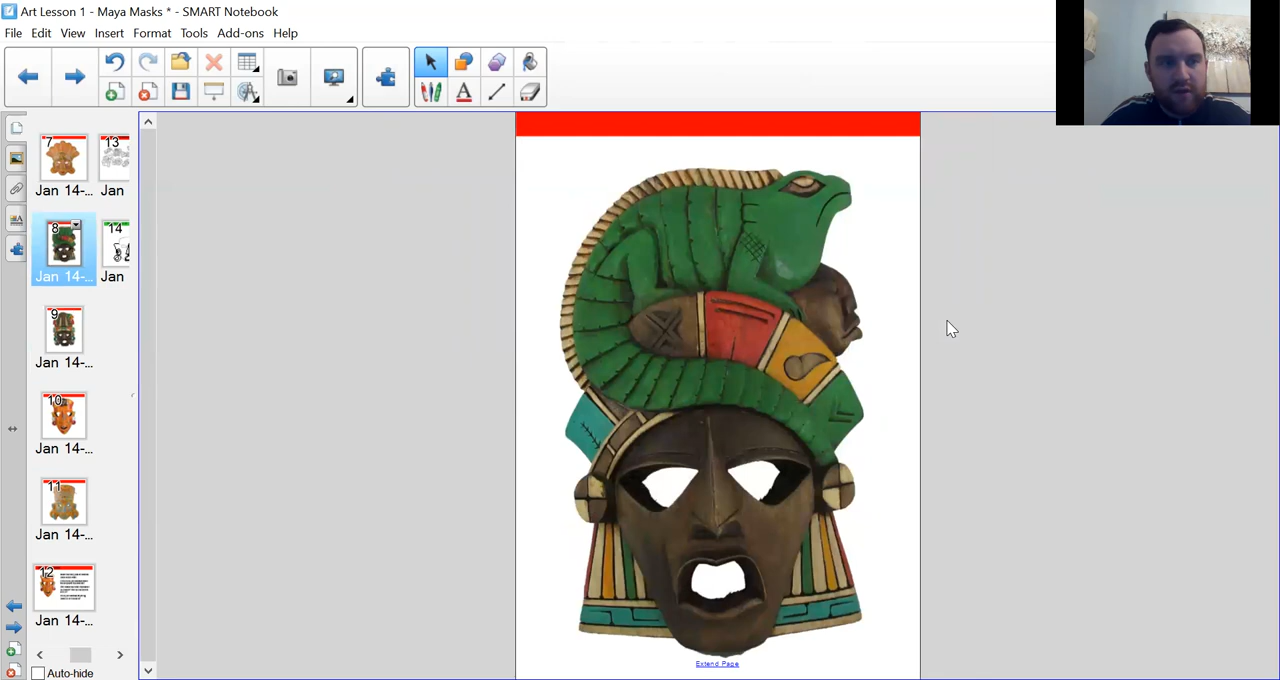 Art Lesson 1 - Maya Masks * - SMART Notebook
File Edit View Insert Format Tools Add-ons Help
7
13
Jan 14-... Jan
8
14
Jan 14-... Jan
9
Jan 14-...
10
Jan 14-...
11
Jan 14-...
12
Jan 14-...
Auto-hide
Extend Page